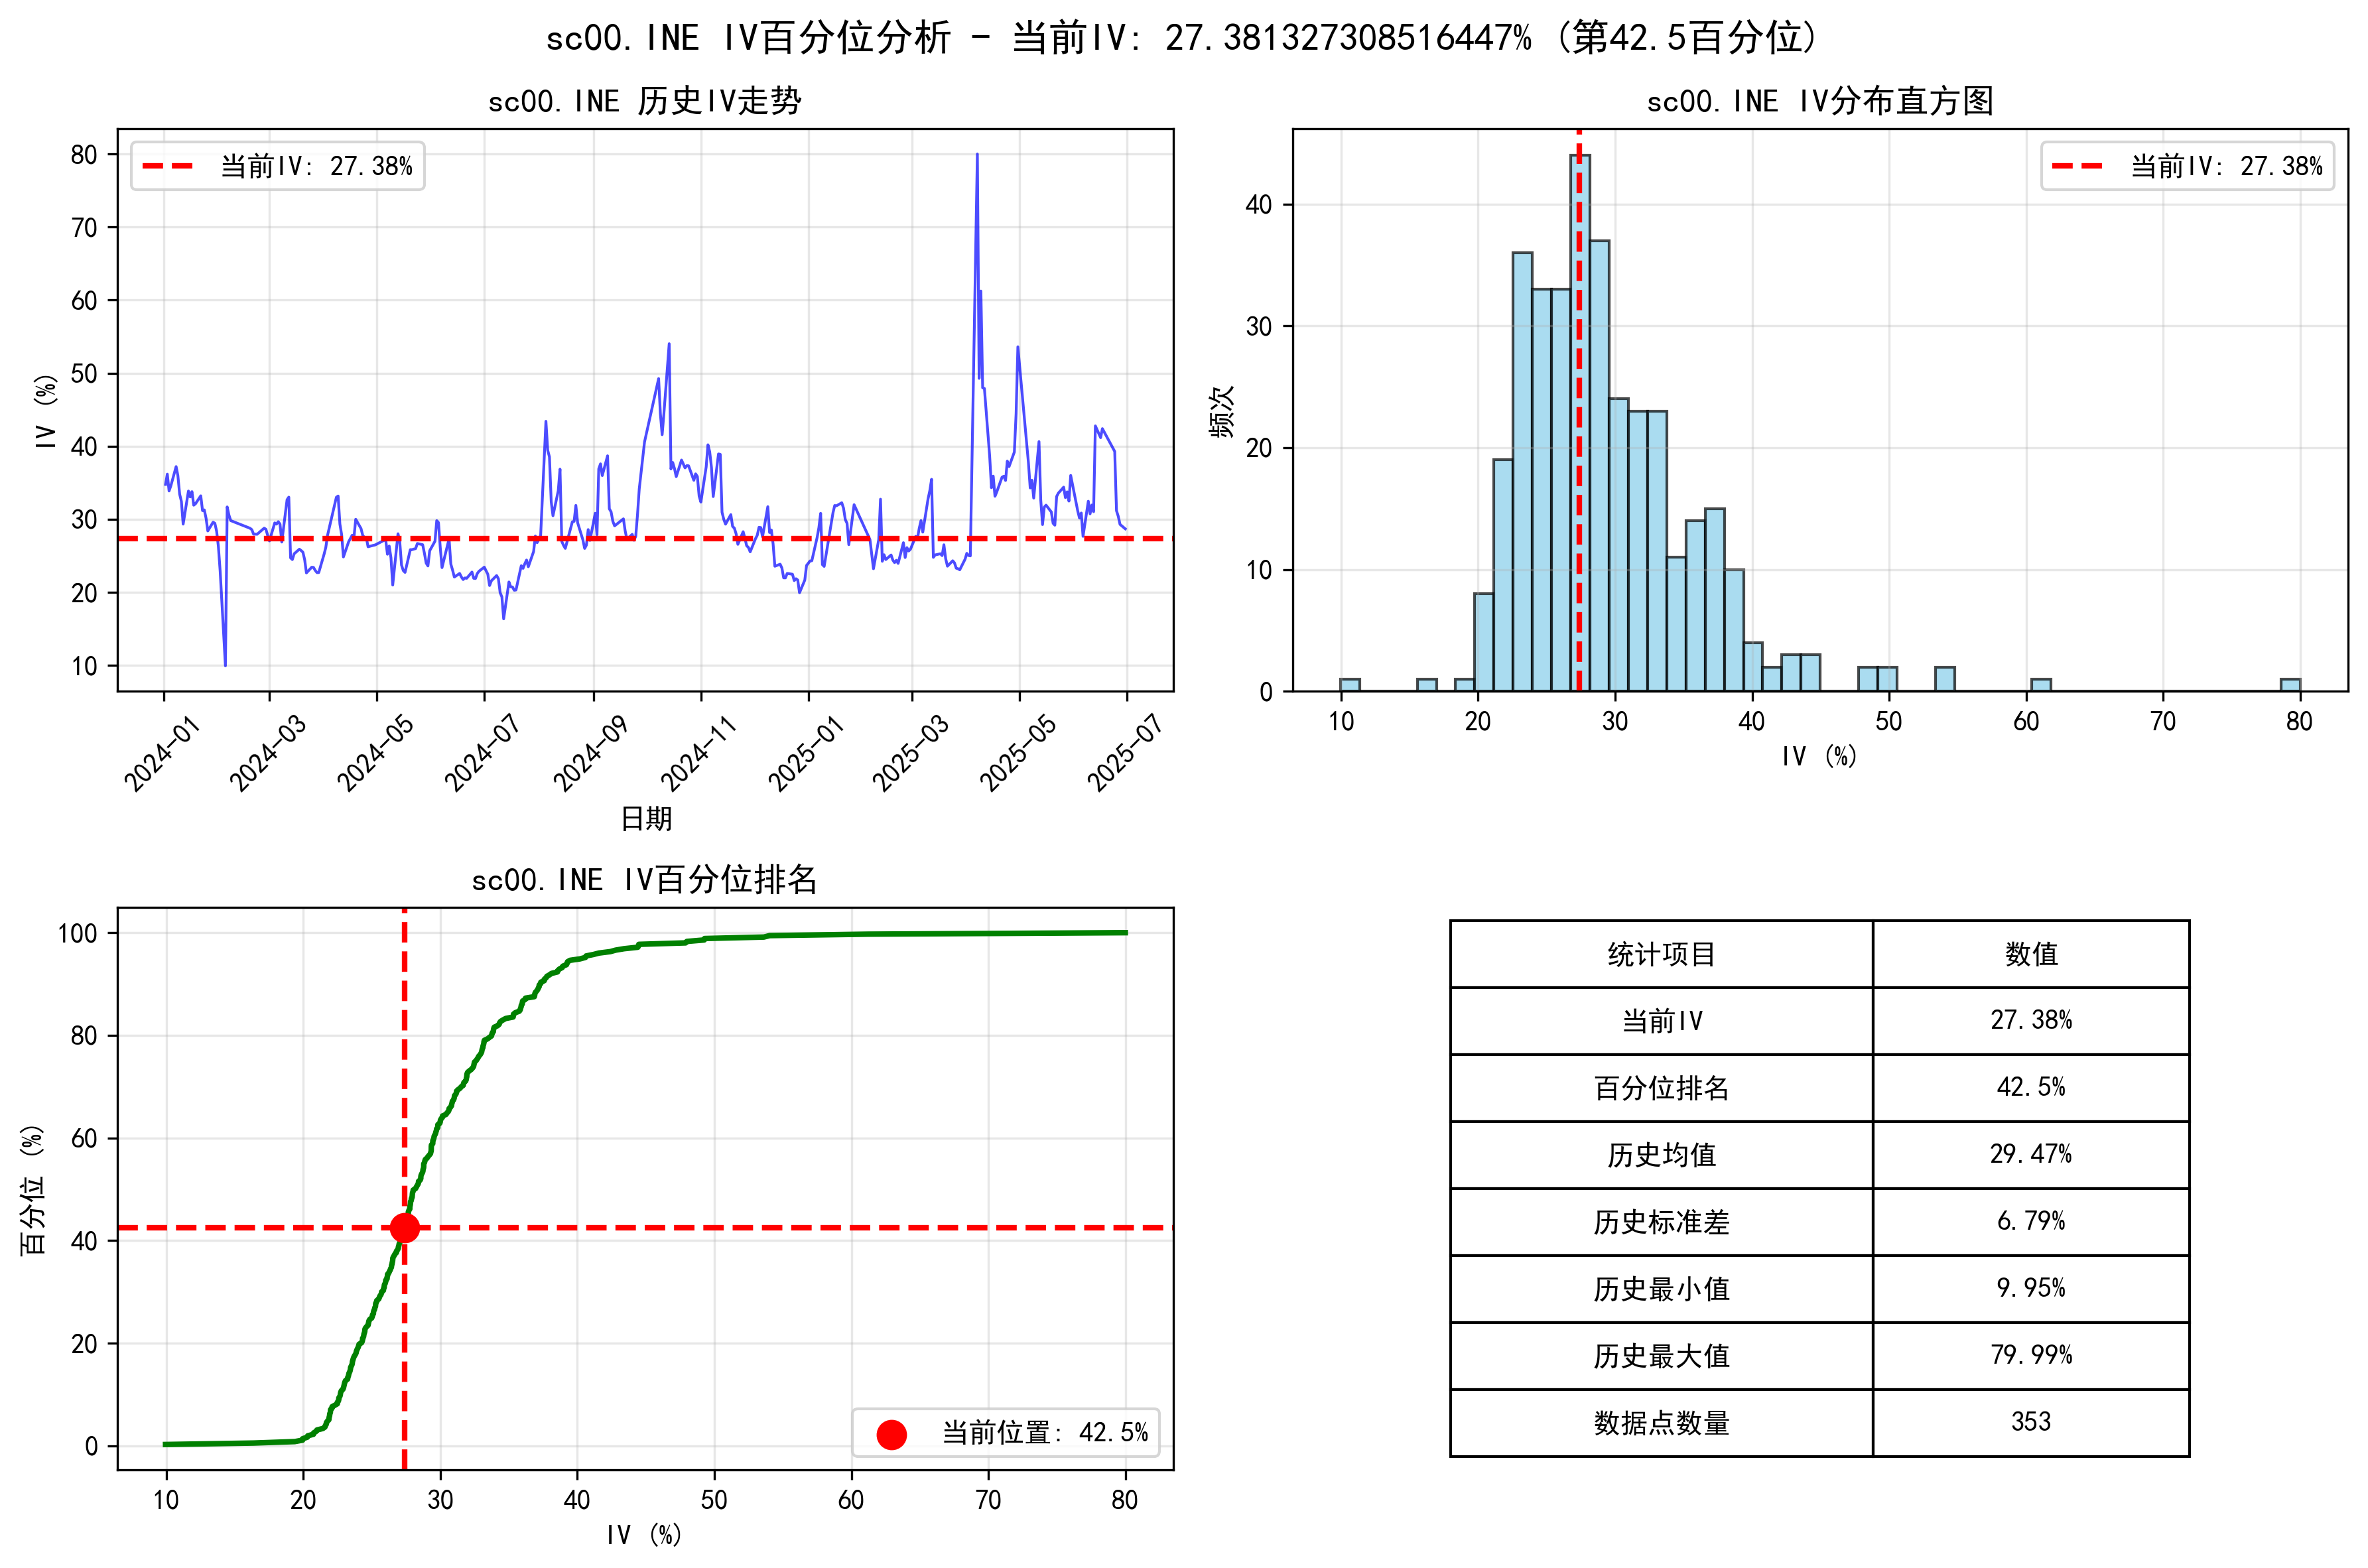 sc00.INE IV百分位分析 - 当前IV: 27.381327308516447% (第42.5百分位)
sc00.INE 历史IV走势
当前IV: 27.38%
80
70
60
50
40
30
20
10
IV (%)
2024-01
2024-03
2024-05
2024-07
2024-09
2024-11
2025-01
2025-03
2025-05
2025-07
日期
sc00.INE IV分布直方图
当前IV: 27.38%
40
30
20
10
0
频次
10
20
30
40
50
60
70
80
IV (%)
sc00.INE IV百分位排名
100
80
60
40
20
0
百分位 (%)
当前位置: 42.5%
10
20
30
40
50
60
70
80
IV (%)
统计项目 数值
当前IV 27.38%
百分位排名 42.5%
历史均值 29.47%
历史标准差 6.79%
历史最小值 9.95%
历史最大值 79.99%
数据点数量 353